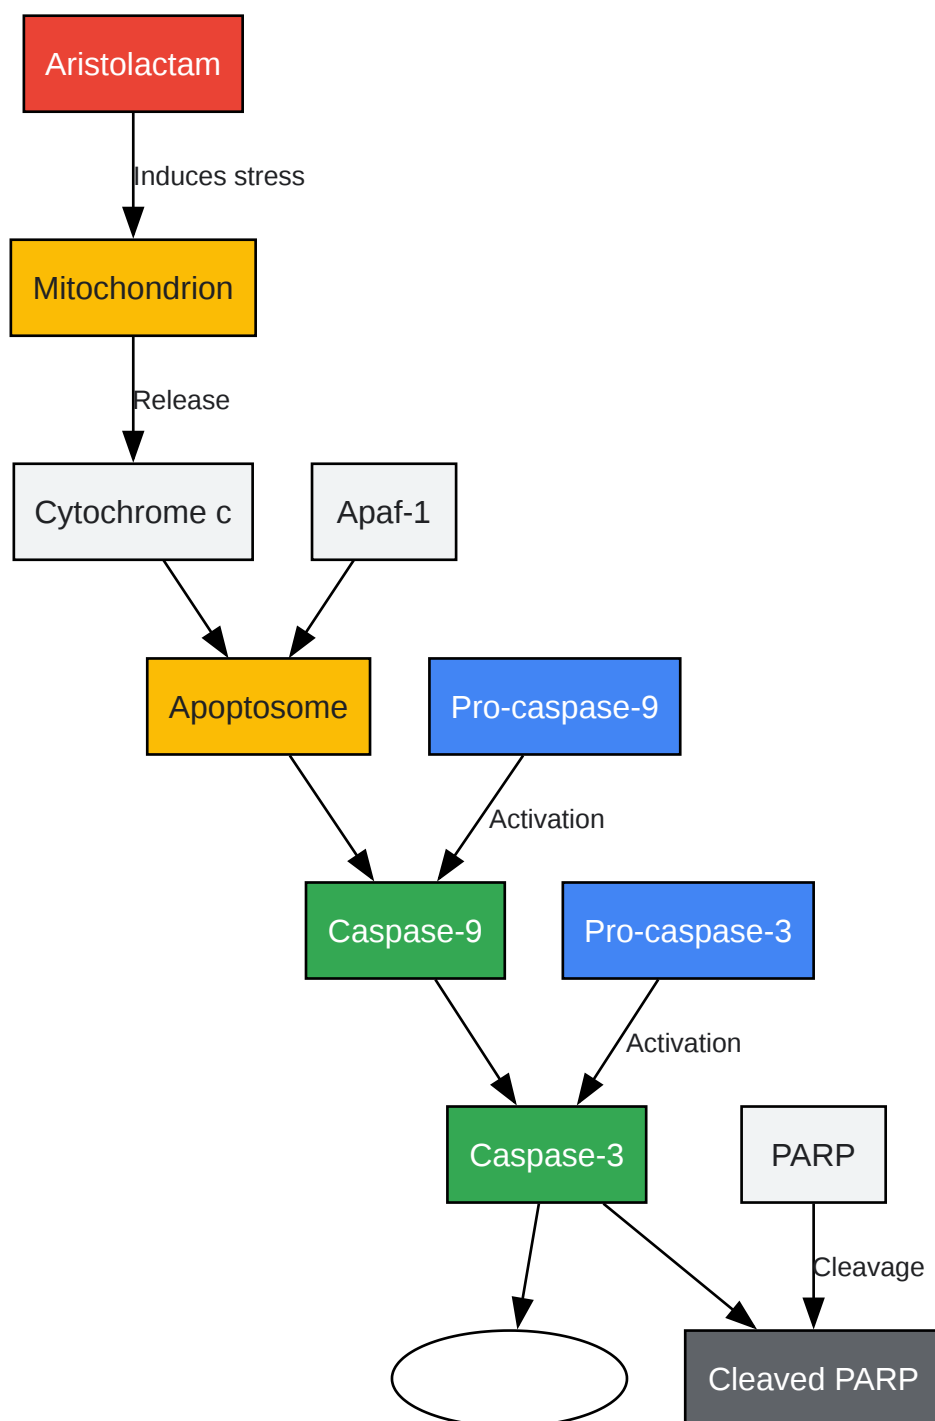 Aristolactam
Induces stress
Mitochondrion
Release
Cytochrome c
Apaf-1
Apoptosome
Pro-caspase-9
Activation
Caspase-9
Pro-caspase-3
Activation
Caspase-3
PARP
Cleavage
Cleaved PARP